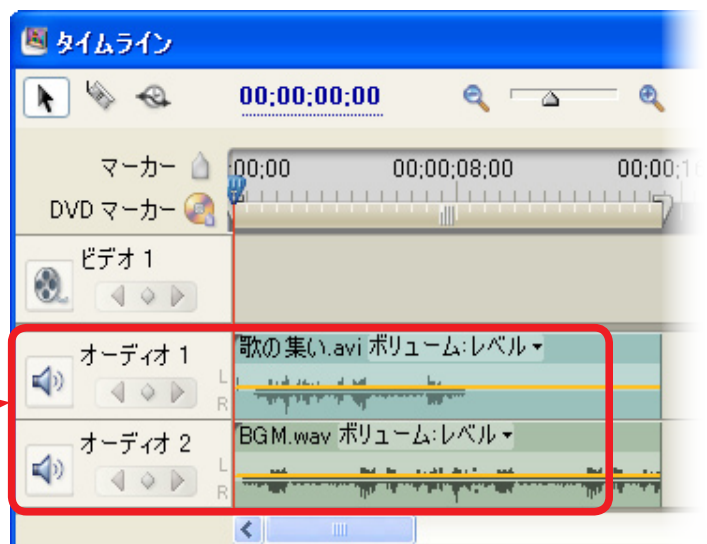 タイムライン
00;00;00;00
マーカー
:00;00 00;00;08;00 00;00;1
DVD マーカー
ビデオ 1
オーディオ 1
歌の集い.avi ボリューム:レベル
L
R
オーディオ 2
BGM.wav ボリューム:レベル
L
R